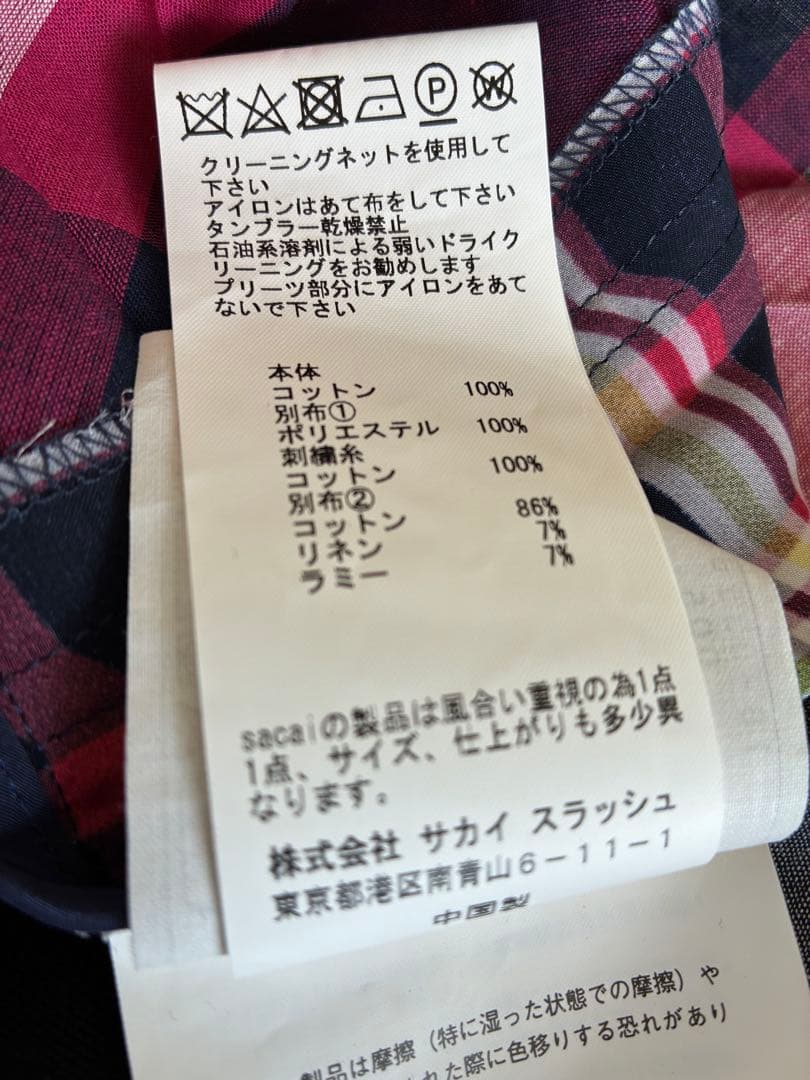 P
W
クリーニングネットを使用して
下さい
アイロンはあて布をして下さい
タンブラー乾燥禁止
石油系溶剤による弱いドライク
リーニングをお勧めします
プリーツ部分にアイロンをあて
ないで下さい
本体
コットン 100%
別布①
ポリエステル 100%
刺繍糸
コットン 100%
別布②
コットン 86%
リネン 7%
ラミー 7%
sacaiの製品は風合い重視の為1点
1点、サイズ、仕上がりも多少異
なります。
株式会社 サカイ スラッシュ
東京都港区南青山6－11－1
中国製
製品は摩擦（特に湿った状態での摩擦）や
れた際に色移りする恐れがあり